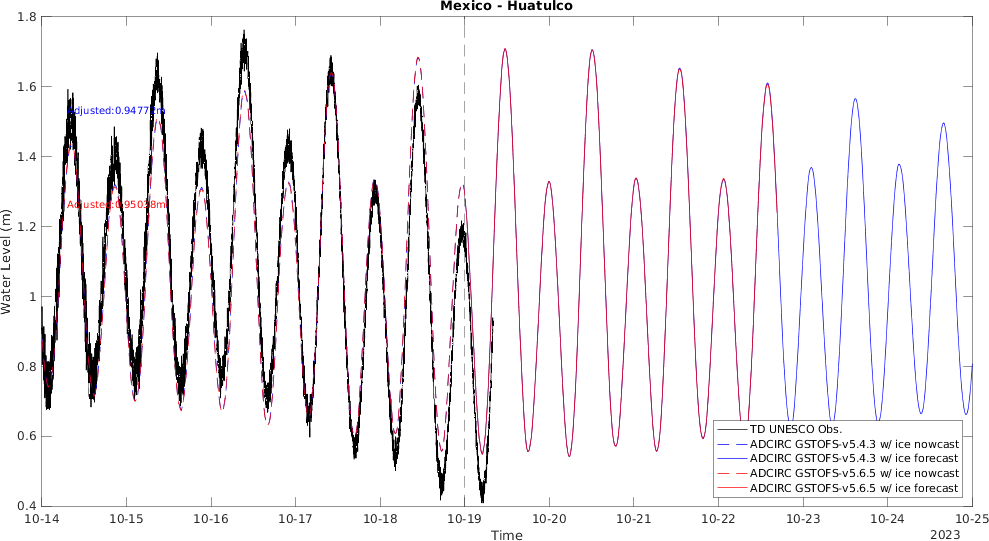 Mexico - Huatulco
1.8
1.6
1.4
1.2
1
0.8
0.6
0.4
Water Level (m)
Adjusted:0.9477 m
Adjusted:0.95038m
TD UNESCO Obs.
ADCIRC GSTOFS-v5.4.3 w/ ice nowcast
ADCIRC GSTOFS-v5.4.3 w/ ice forecast
ADCIRC GSTOFS-v5.6.5 w/ ice nowcast
ADCIRC GSTOFS-v5.6.5 w/ ice forecast
10-14 10-15 10-16 10-17 10-18 10-19 10-20 10-21 10-22 10-23 10-24 10-25
Time
2023